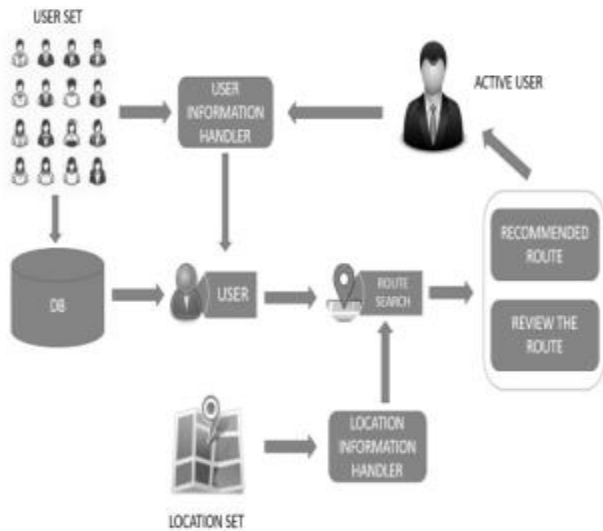 USER SET
USER
INFORMATION
HANDLER
ACTIVE USER
RECOMMENDED
ROUTE
DB
USER
ROUTE
SEARCH
REVIEW THE
ROUTE
LOCATION
INFORMATION
HANDLER
LOCATION SET